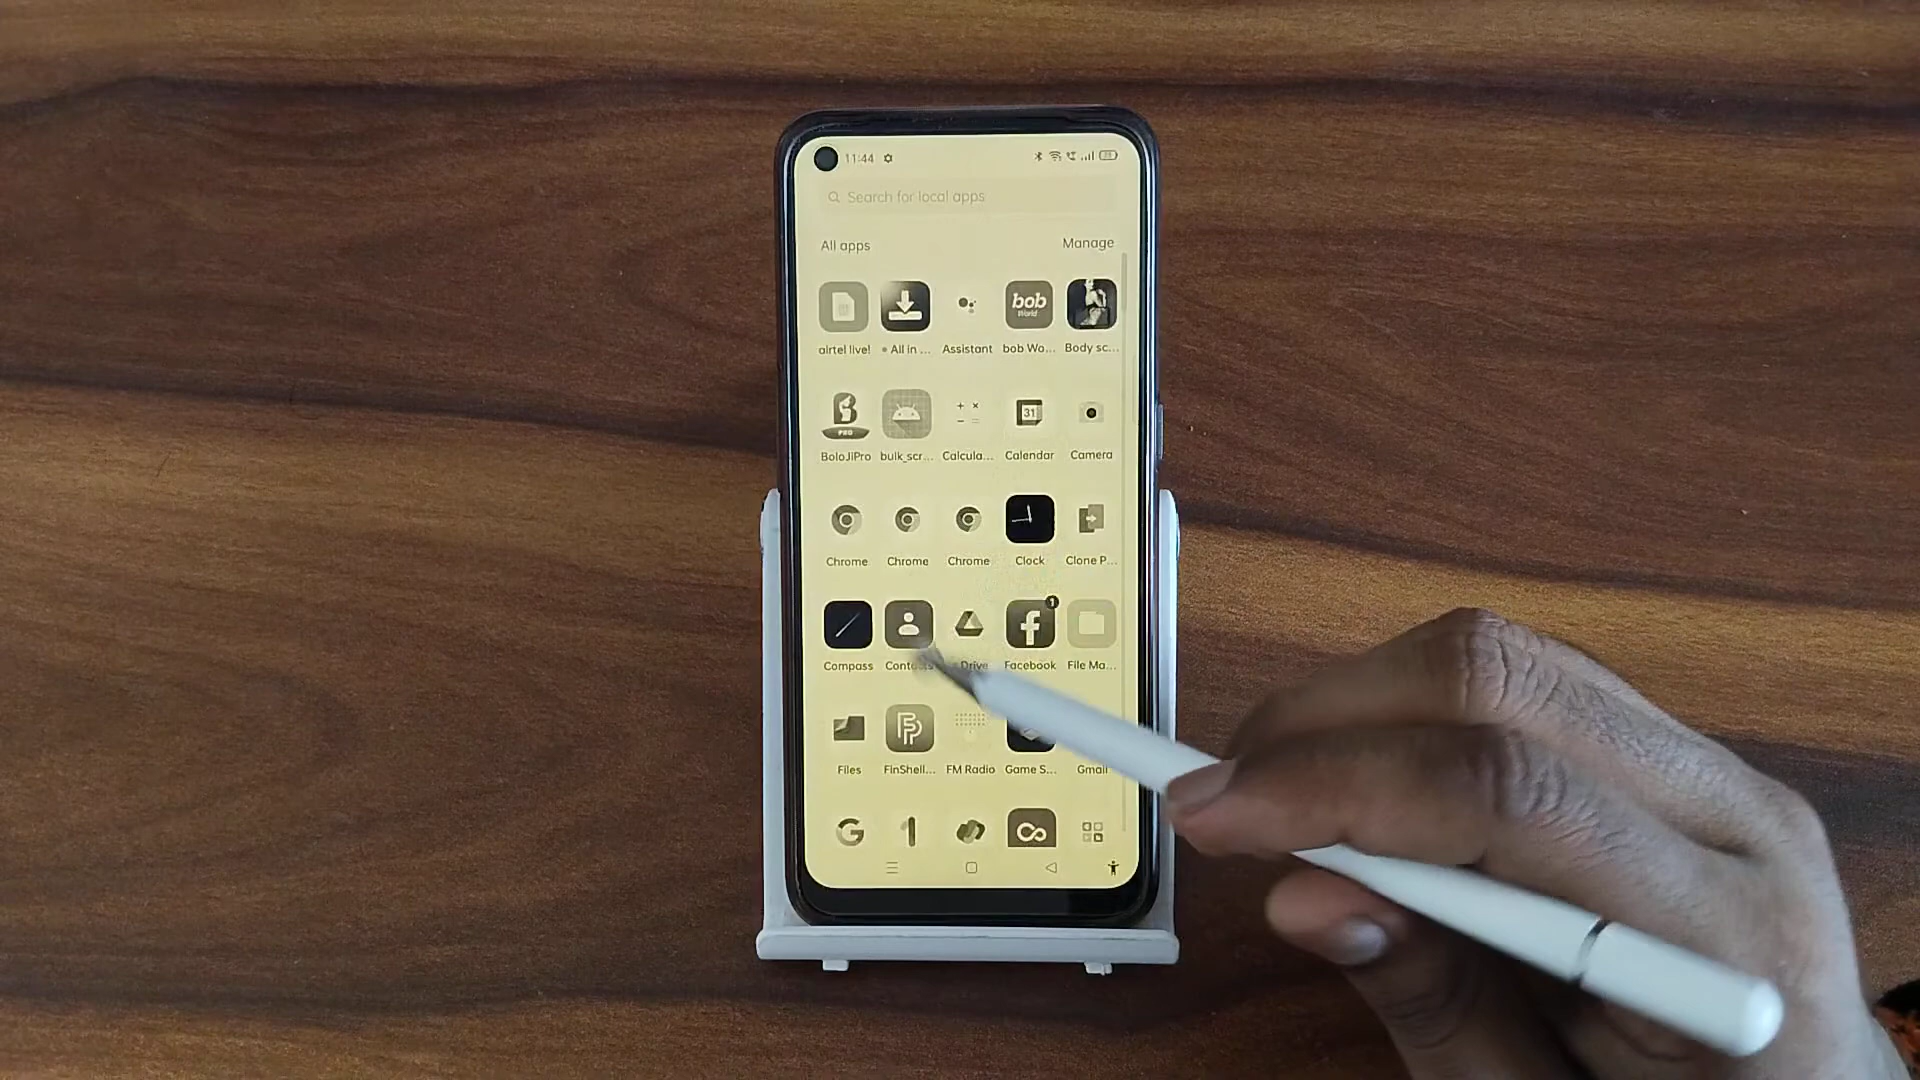 11:44
Search for local apps
All apps Manage
bob
World
airtel live! All in ... Assistant bob Wo... Body sc...
PRO 31
BoloJiPro bulk_scr... Calcula... Calendar Camera
Chrome Chrome Chrome Clock Clone P...
1
Compass Drive Facebook File Ma...
Files FinShell... FM Radio Game S... Gmail